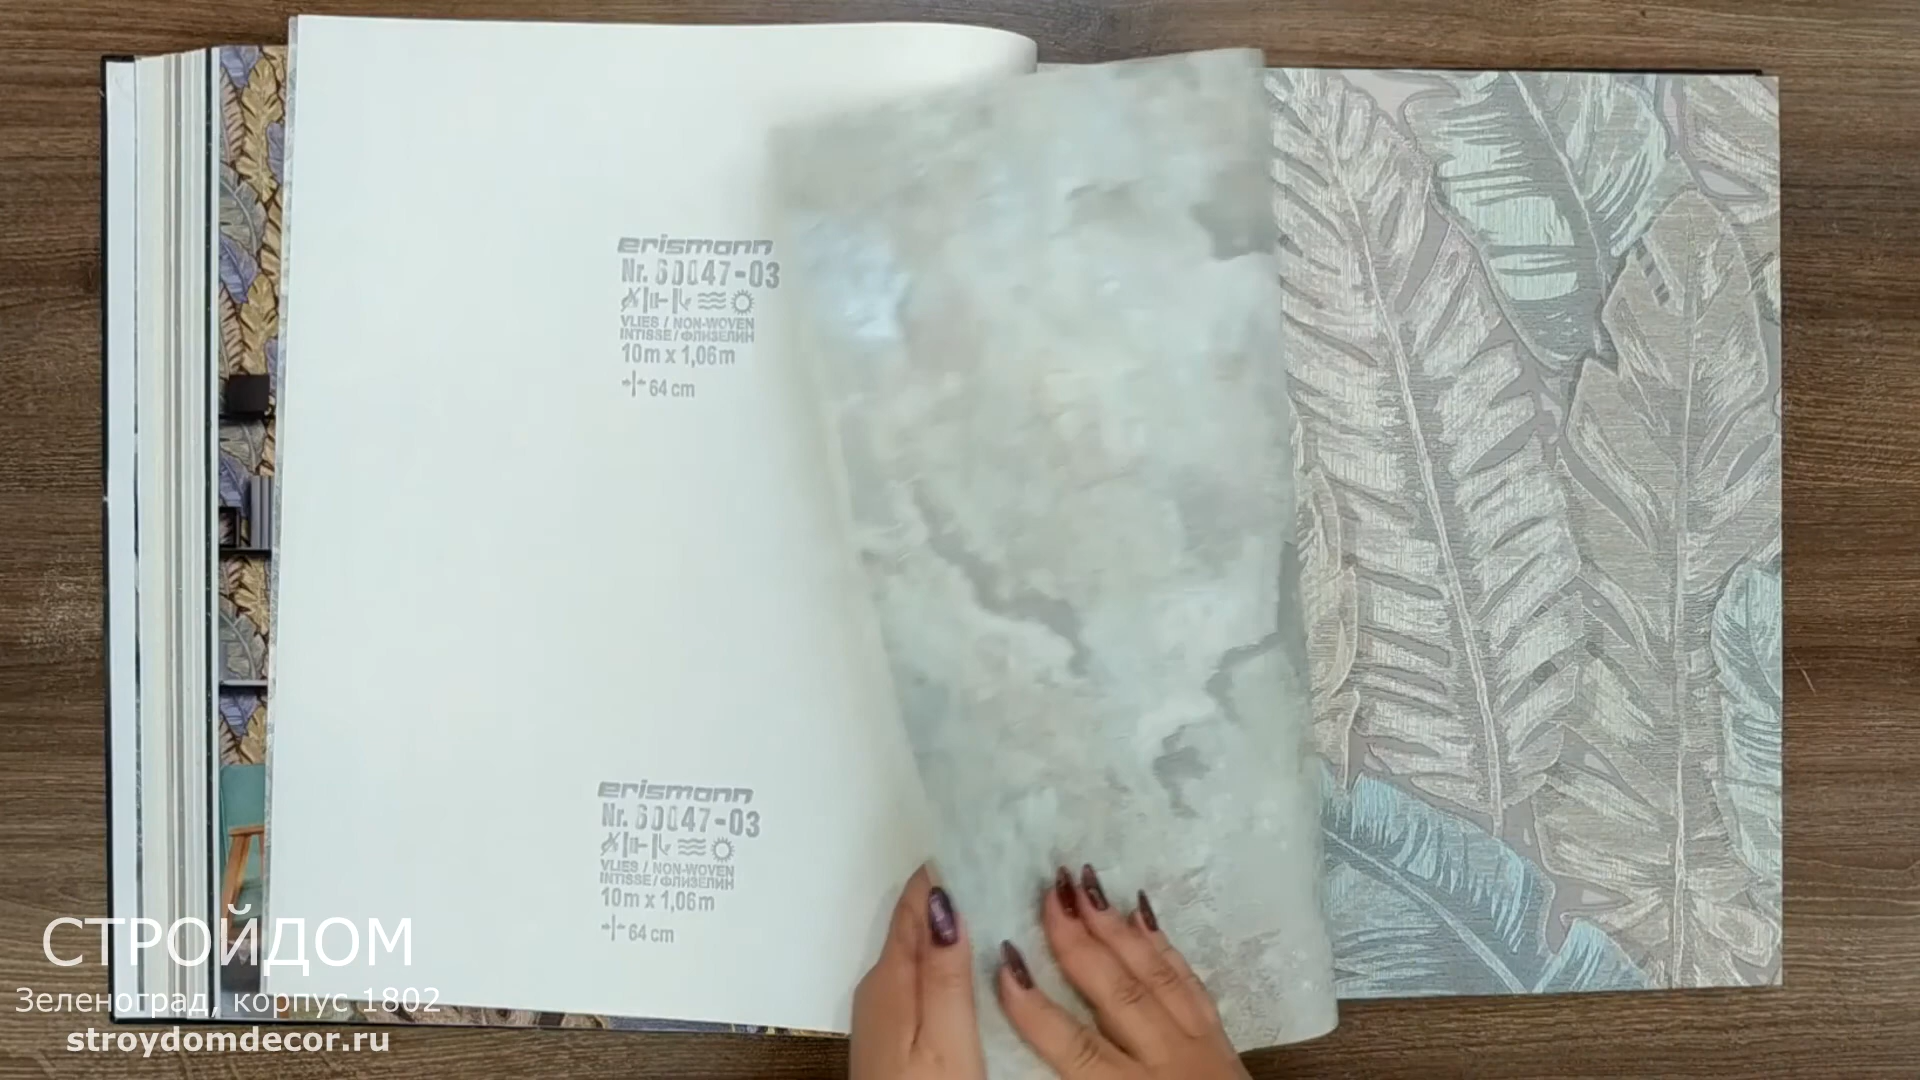 erismann
Nr. 60047-03
VLIES / NON-WOVEN
INTISSE / ФЛИЗЕЛИН
10m x 1,06m
64 cm
erismann
Nr. 60047-03
VLIES / NON-WOVEN
INTISSE / ФЛИЗЕЛИН
10m x 1,06m
64 cm
СТРОЙДОМ
Зеленоград, корпус 1802
stroydomdecor.ru